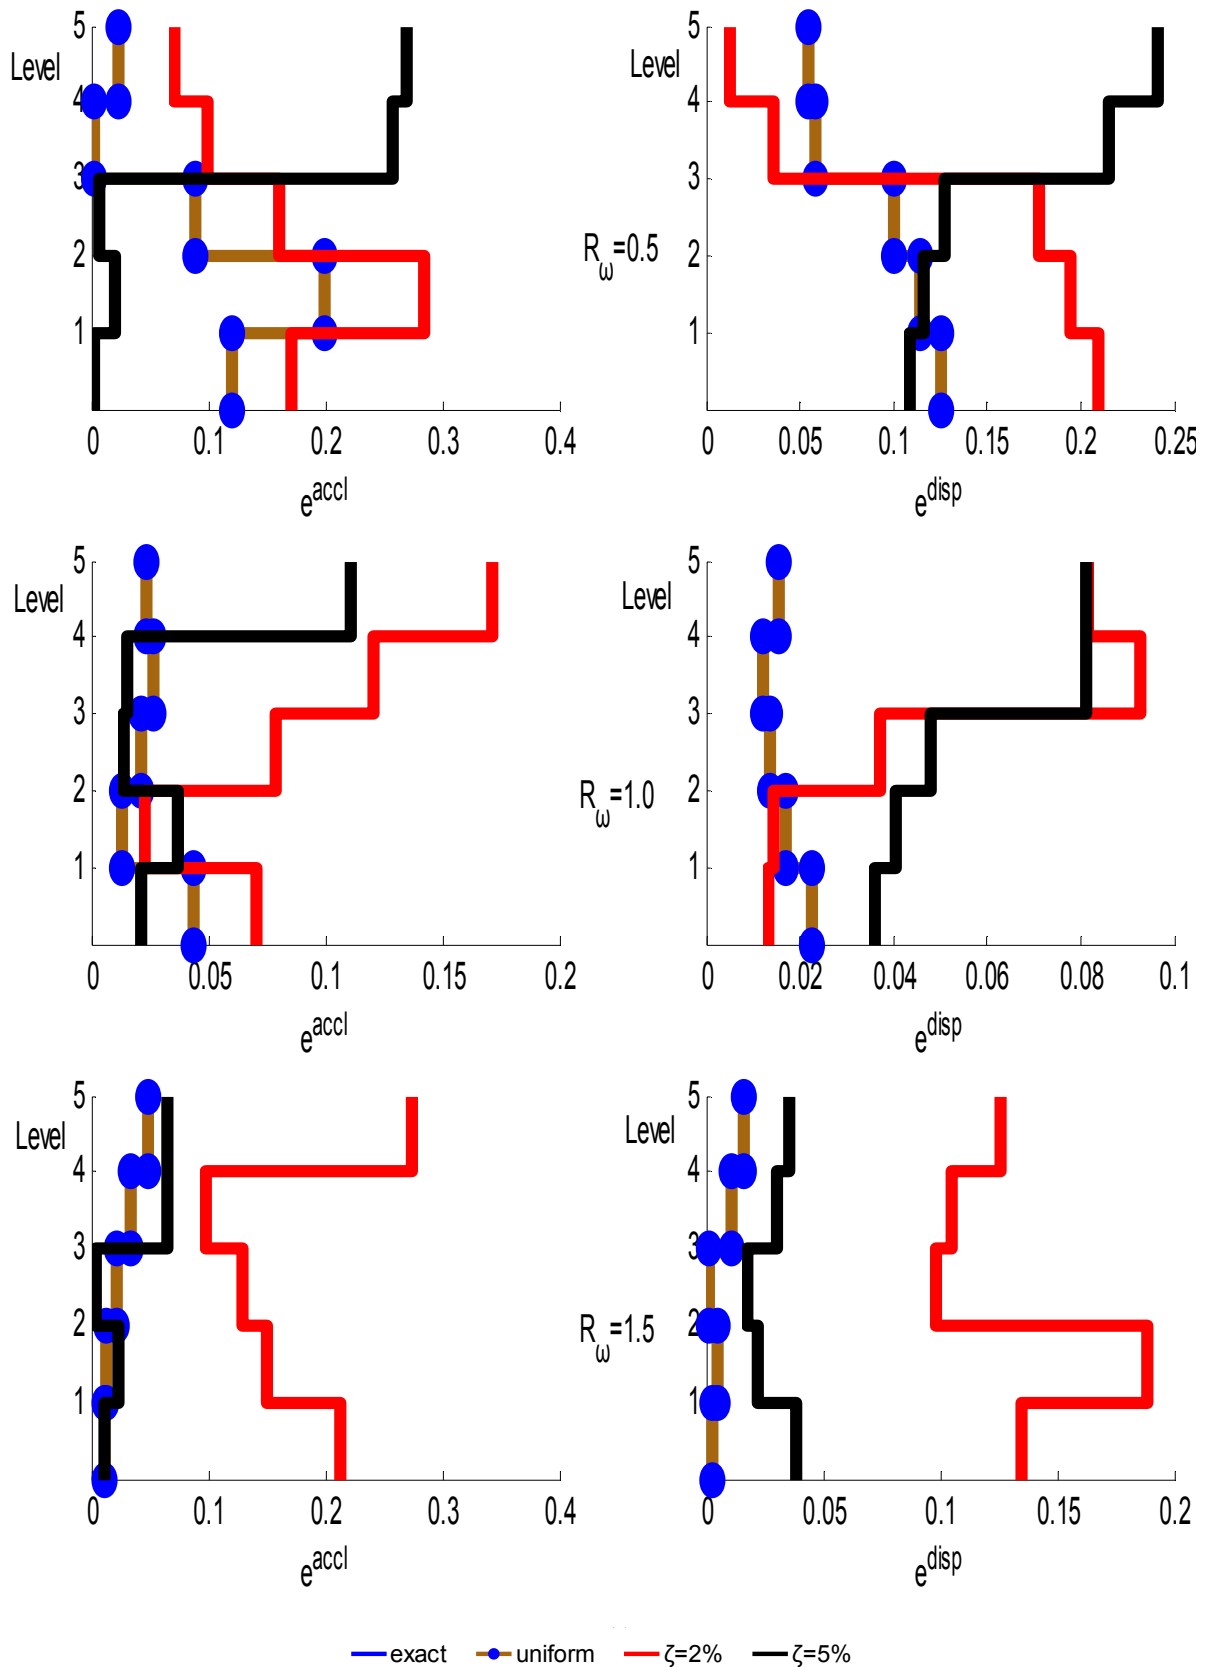 5 5
Level Level
4 4
3 3
2 R_ω=0.5 2
1 1
0 0.1 0.2 0.3 0.4 0 0.05 0.1 0.15 0.2 0.25
e^accl e^disp
5 5
Level Level
4 4
3 3
2 R_ω=1.0 2
1 1
0 0.05 0.1 0.15 0.2 0 0.02 0.04 0.06 0.08 0.1
e^accl e^disp
5 5
Level Level
4 4
3 3
2 R_ω=1.5 2
1 1
0 0.1 0.2 0.3 0.4 0 0.05 0.1 0.15 0.2
e^accl e^disp
exact uniform ζ=2% ζ=5%